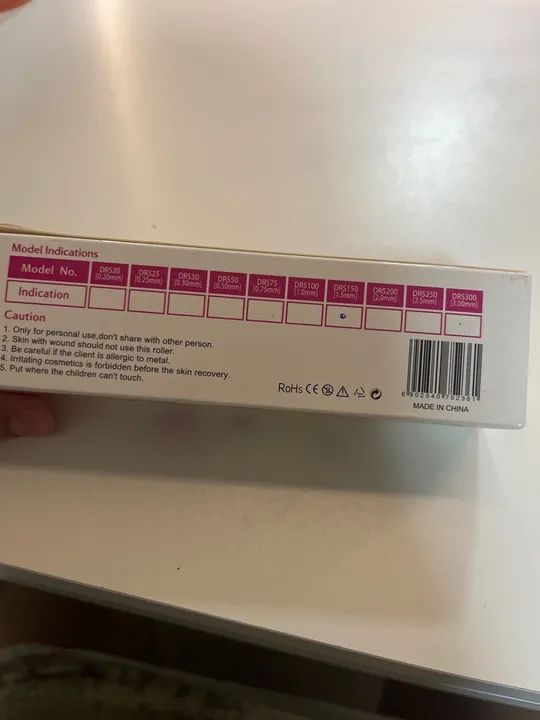 Model Indications
Model No. DRS20 DRS25 DRS30 DRS50 DRS75 DRS100 DRS150 DRS200 DRS250 DRS300
(0.20mm) (0.25mm) (0.30mm) (0.50mm) (0.75mm) (1.0mm) (1.5mm) (2.0mm) (2.5mm) (3.00mm)
Indication
Caution
1. Only for personal use,don't share with other person.
2. Skin with wound should not use this roller.
3. Be careful if the client is allergic to metal.
4. Irritating cosmetics is forbidden before the skin recovery.
5. Put where the children can't touch.
RoHs CE
6 902540 752361
MADE IN CHINA